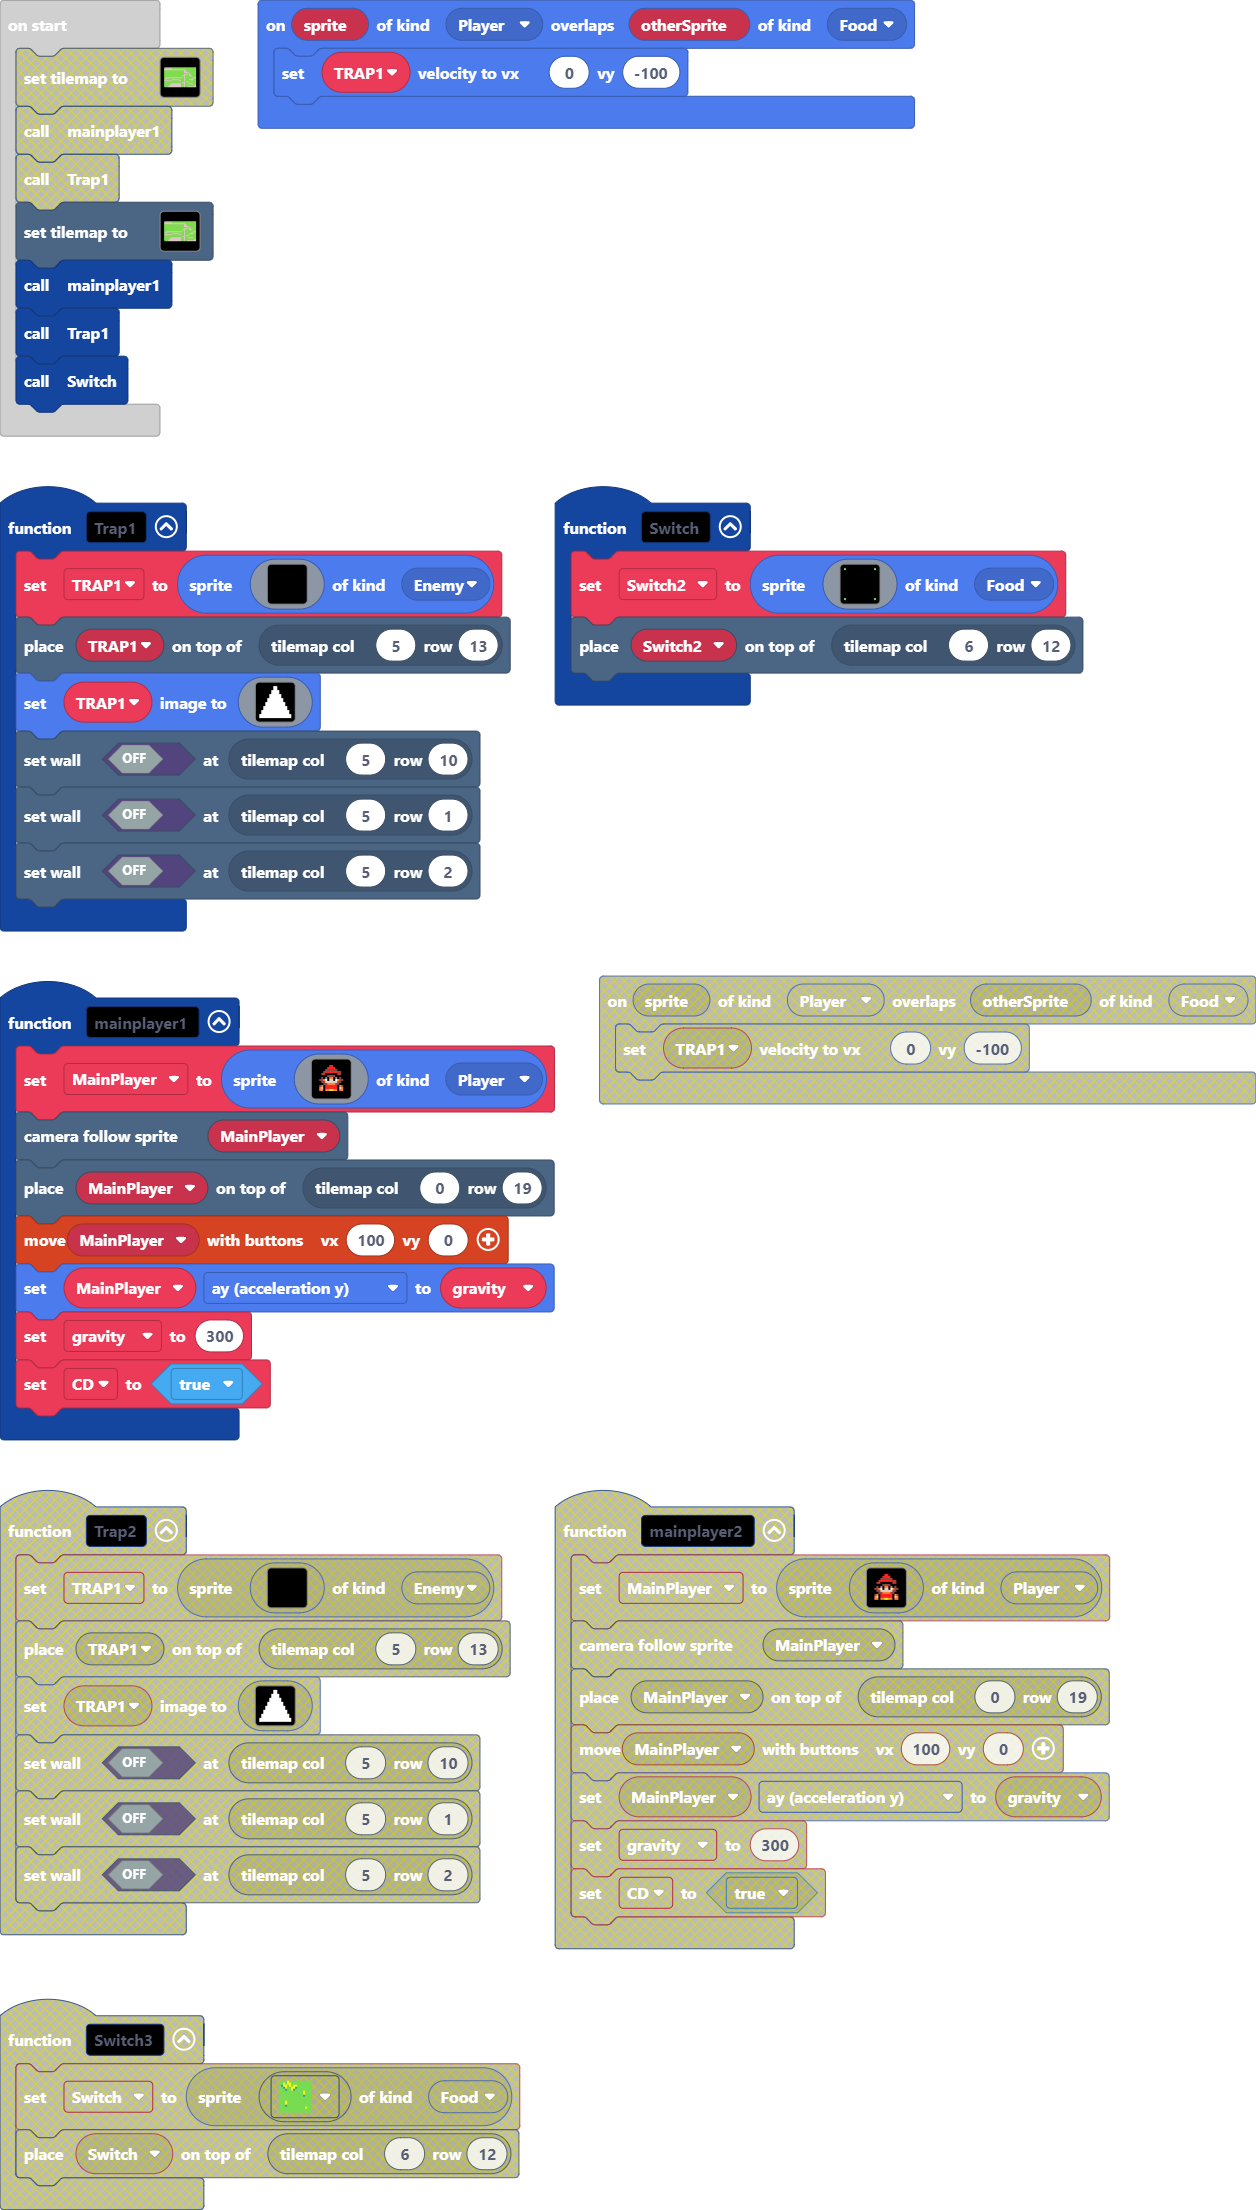 on start
set tilemap to
call mainplayer1
call Trap1
set tilemap to
call mainplayer1
call Trap1
call Switch
on sprite of kind Player overlaps otherSprite of kind Food
set TRAP1 velocity to vx 0 vy -100
function Trap1
set TRAP1 to sprite of kind Enemy
place TRAP1 on top of tilemap col 5 row 13
set TRAP1 image to
set wall OFF at tilemap col 5 row 10
set wall OFF at tilemap col 5 row 1
set wall OFF at tilemap col 5 row 2
function Switch
set Switch2 to sprite of kind Food
place Switch2 on top of tilemap col 6 row 12
function mainplayer1
set MainPlayer to sprite of kind Player
camera follow sprite MainPlayer
place MainPlayer on top of tilemap col 0 row 19
move MainPlayer with buttons vx 100 vy 0
set MainPlayer ay (acceleration y) to gravity
set gravity to 300
set CD to true
on sprite of kind Player overlaps otherSprite of kind Food
set TRAP1 velocity to vx 0 vy -100
function Trap2
set TRAP1 to sprite of kind Enemy
place TRAP1 on top of tilemap col 5 row 13
set TRAP1 image to
set wall OFF at tilemap col 5 row 10
set wall OFF at tilemap col 5 row 1
set wall OFF at tilemap col 5 row 2
function mainplayer2
set MainPlayer to sprite of kind Player
camera follow sprite MainPlayer
place MainPlayer on top of tilemap col 0 row 19
move MainPlayer with buttons vx 100 vy 0
set MainPlayer ay (acceleration y) to gravity
set gravity to 300
set CD to true
function Switch3
set Switch to sprite of kind Food
place Switch on top of tilemap col 6 row 12